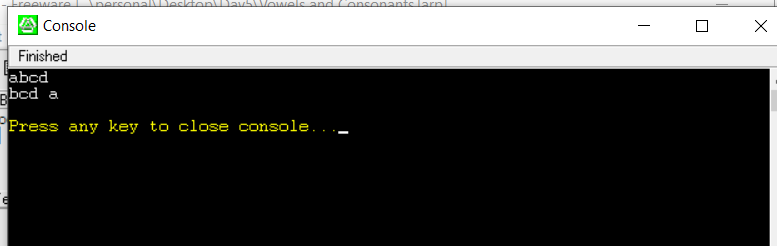 - Freeware [...\personal\Desktop\Day5\Vowels and Consonants.larp]
Console
Finished
abcd
bcd a
Press any key to close console..._